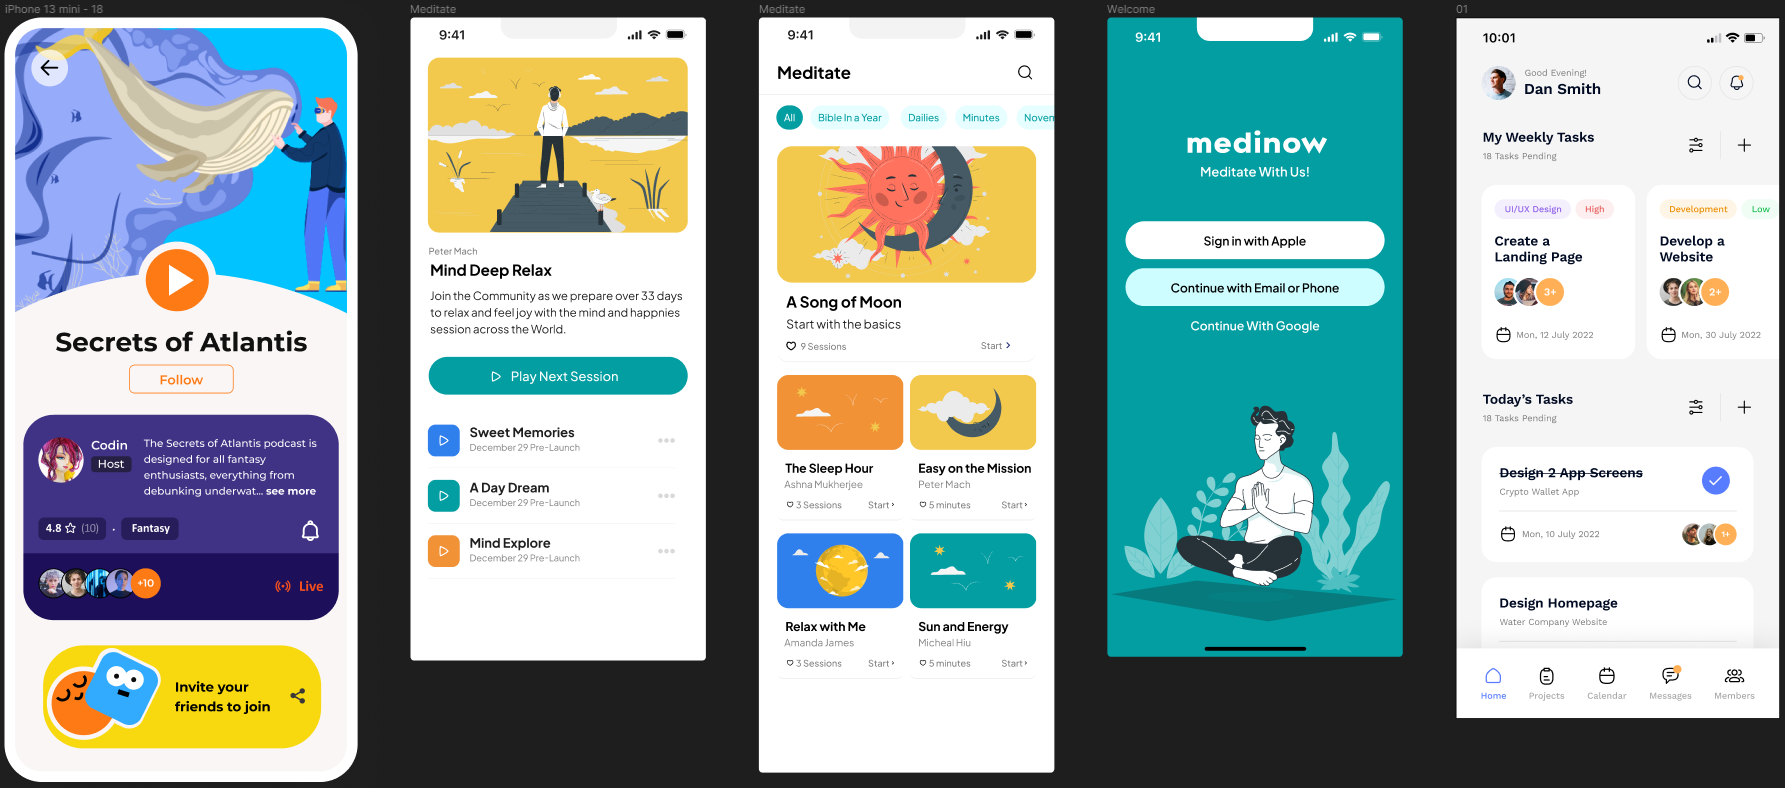 iPhone 13 mini - 18
Secrets of Atlantis
Follow
Codin
Host
The Secrets of Atlantis podcast is
designed for all fantasy
enthusiasts, everything from
debunking underwat... see more
4.8 (10) · Fantasy
+10
Live
Invite your
friends to join
Meditate
9:41
Peter Mach
Mind Deep Relax
Join the Community as we prepare over 33 days
to relax and feel joy with the mind and happnies
session across the World.
Play Next Session
Sweet Memories
December 29 Pre-Launch
A Day Dream
December 29 Pre-Launch
Mind Explore
December 29 Pre-Launch
Meditate
9:41
Meditate
All
Bible In a Year
Dailies
Minutes
Noven
A Song of Moon
Start with the basics
9 Sessions
Start
The Sleep Hour
Ashna Mukherjee
3 Sessions
Start
Easy on the Mission
Peter Mach
5 minutes
Start
Relax with Me
Amanda James
3 Sessions
Start
Sun and Energy
Micheal Hiu
5 minutes
Start
Welcome
9:41
medinow
Meditate With Us!
Sign in with Apple
Continue with Email or Phone
Continue With Google
01
10:01
Good Evening!
Dan Smith
My Weekly Tasks
18 Tasks Pending
UI/UX Design
High
Create a
Landing Page
3+
Mon, 12 July 2022
Development
Low
Develop a
Website
2+
Mon, 30 July 2022
Today's Tasks
18 Tasks Pending
Design 2 App Screens
Crypto Wallet App
Mon, 10 July 2022
1+
Design Homepage
Water Company Website
Home
Projects
Calendar
Messages
Members